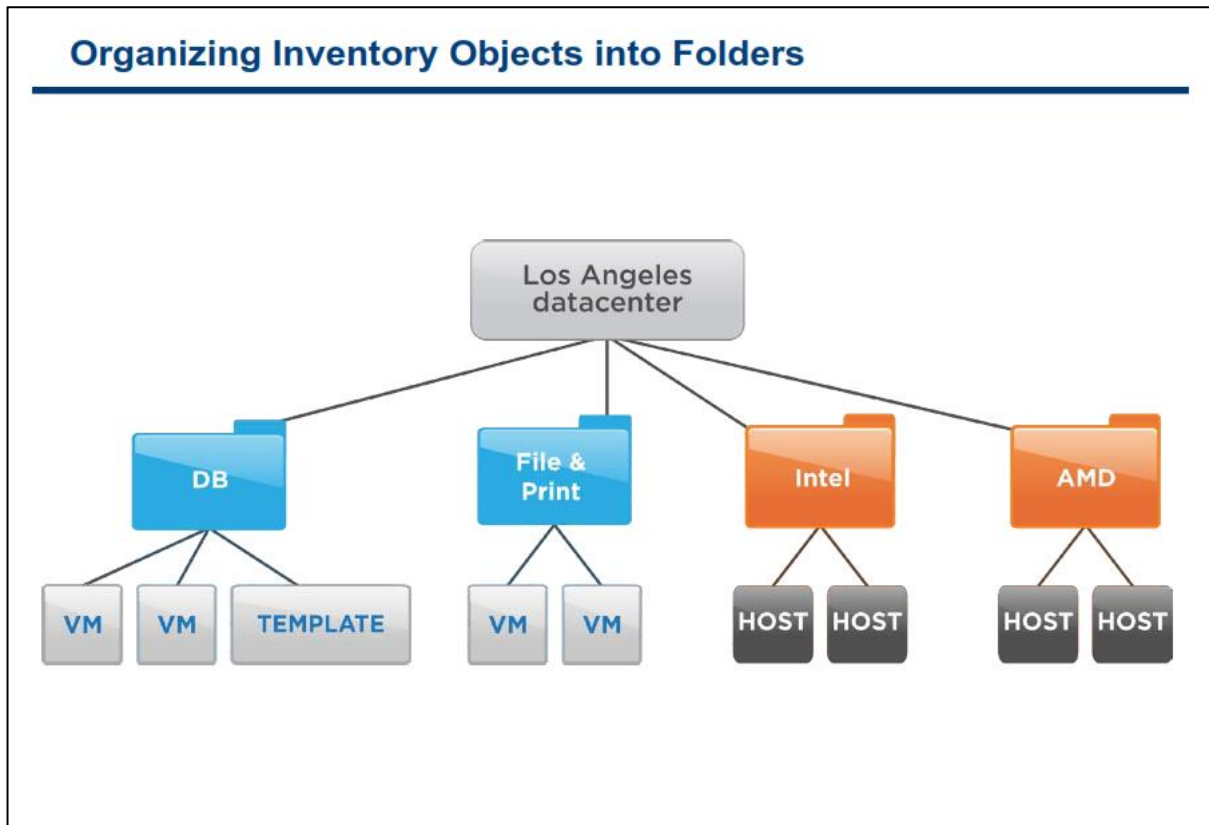 Organizing Inventory Objects into Folders
Los Angeles
datacenter
DB
File &
Print
Intel
AMD
VM
VM
TEMPLATE
VM
VM
HOST
HOST
HOST
HOST